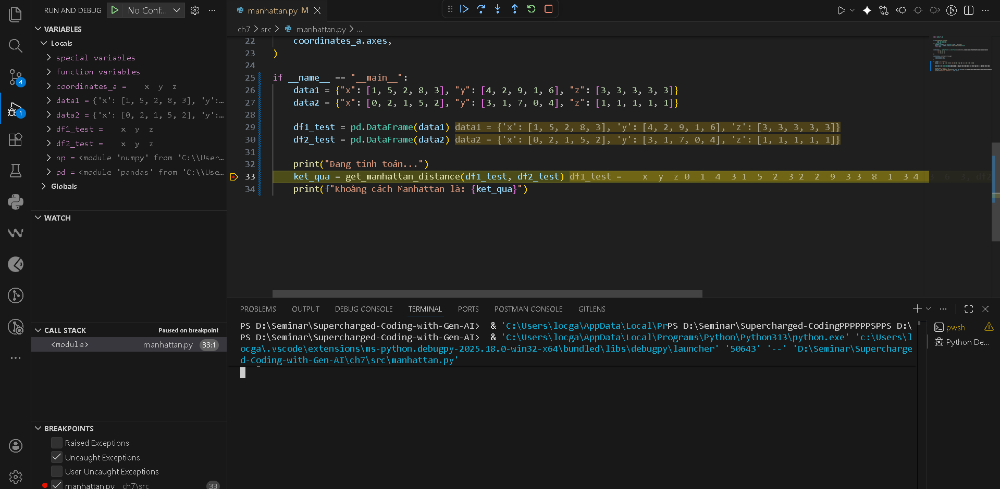 RUN AND DEBUG No Conf...
VARIABLES
Locals
special variables
function variables
coordinates_a = x y z
data1 = {'x': [1, 5, 2, 8, 3], 'y':...
data2 = {'x': [0, 2, 1, 5, 2], 'y':...
df1_test = x y z
df2_test = x y z
np = <module 'numpy' from 'C:\\User...
pd = <module 'pandas' from 'C:\\Use...
Globals
WATCH
CALL STACK Paused on breakpoint
<module> manhattan.py 33:1
BREAKPOINTS
Raised Exceptions
Uncaught Exceptions
User Uncaught Exceptions
manhattan.py ch7\src 33
4
1
manhattan.py M
ch7 > src > manhattan.py > ...
22 coordinates_a.axes,
23 )
24
25 if __name__ == "__main__":
26 data1 = {"x": [1, 5, 2, 8, 3], "y": [4, 2, 9, 1, 6], "z": [3, 3, 3, 3, 3]}
27 data2 = {"x": [0, 2, 1, 5, 2], "y": [3, 1, 7, 0, 4], "z": [1, 1, 1, 1, 1]}
28
29 df1_test = pd.DataFrame(data1) data1 = {'x': [1, 5, 2, 8, 3], 'y': [4, 2, 9, 1, 6], 'z': [3, 3, 3, 3, 3]}
30 df2_test = pd.DataFrame(data2) data2 = {'x': [0, 2, 1, 5, 2], 'y': [3, 1, 7, 0, 4], 'z': [1, 1, 1, 1, 1]}
31
32 print("Đang tính toán...")
33 ket_qua = get_manhattan_distance(df1_test, df2_test) df1_test = x y z 0 1 4 3 1 5 2 3 2 2 9 3 3 8 1 3 4 3 6 3, df2
34 print(f"Khoảng cách Manhattan là: {ket_qua}")
PROBLEMS OUTPUT DEBUG CONSOLE TERMINAL PORTS POSTMAN CONSOLE GITLENS
PS D:\Seminar\Supercharged-Coding-with-Gen-AI> & 'C:\Users\locga\AppData\Local\PrPS D:\Seminar\Supercharged-CodingPPPPPPSPPS D:\
PS D:\Seminar\Supercharged-Coding-with-Gen-AI> & 'C:\Users\locga\AppData\Local\Programs\Python\Python313\python.exe' 'c:\Users\l
ocga\.vscode\extensions\ms-python.debugpy-2025.18.0-win32-x64\bundled\libs\debugpy\launcher' '50643' '--' 'D:\Seminar\Supercharge
d-Coding-with-Gen-AI\ch7\src\manhattan.py'
pwsh
Python De...